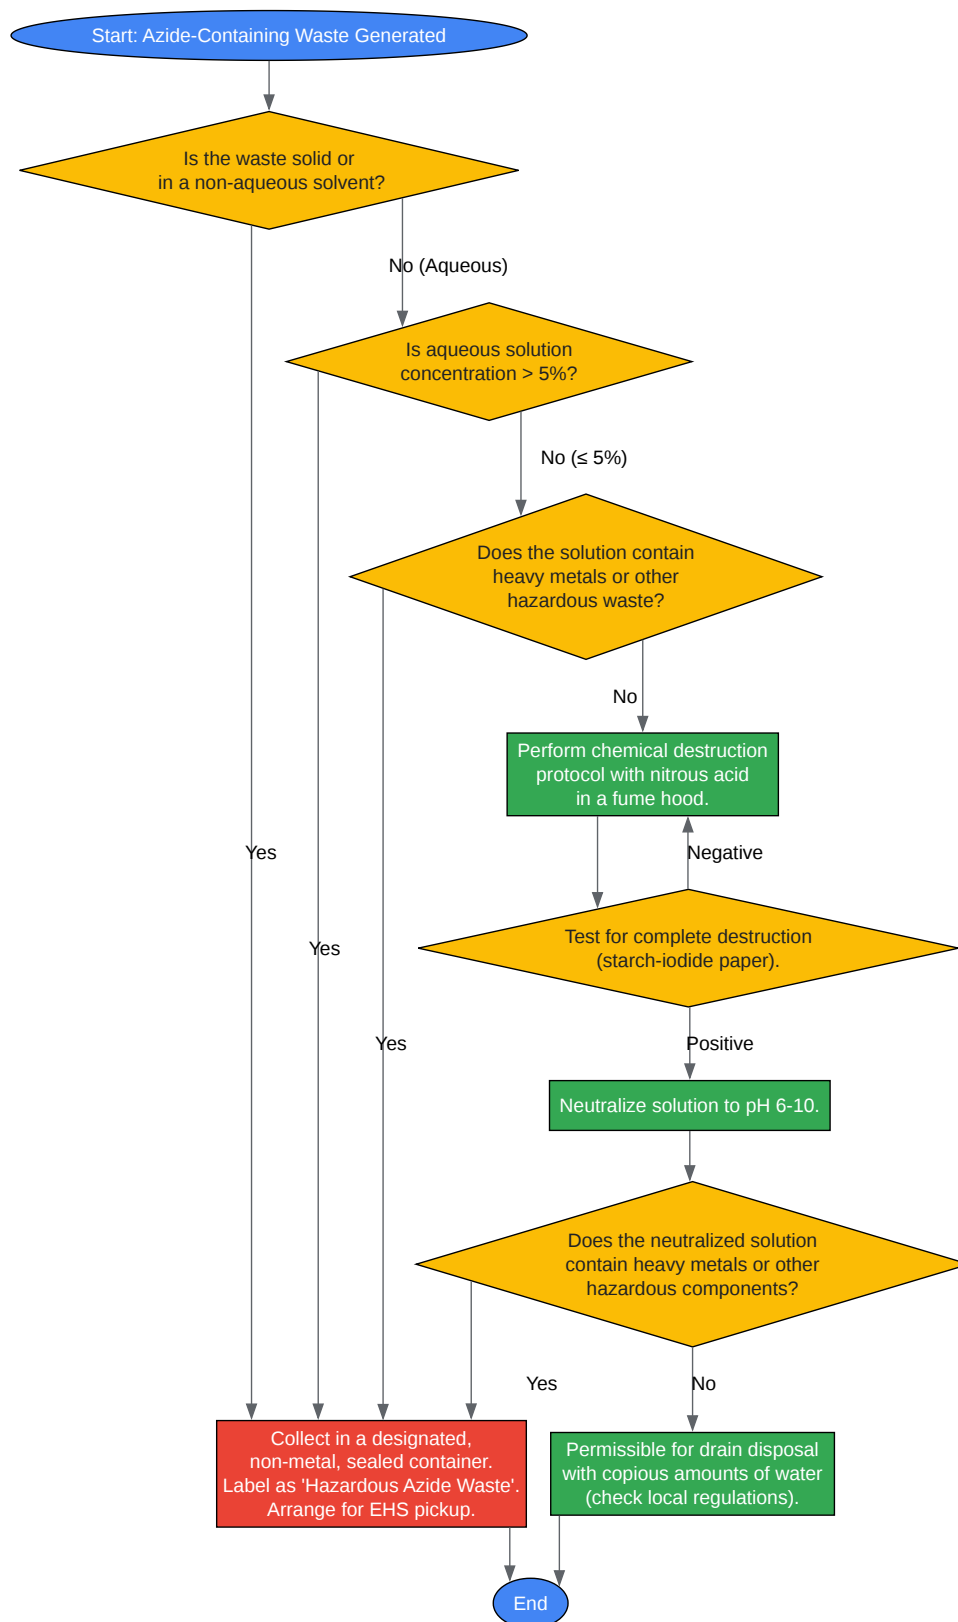 Start: Azide-Containing Waste Generated
Is the waste solid or
in a non-aqueous solvent?
No (Aqueous)
Is aqueous solution
concentration > 5%?
No (≤ 5%)
Does the solution contain
heavy metals or other
hazardous waste?
No
Perform chemical destruction
protocol with nitrous acid
in a fume hood.
Yes
Negative
Test for complete destruction
(starch-iodide paper).
Yes
Yes
Positive
Neutralize solution to pH 6-10.
Does the neutralized solution
contain heavy metals or other
hazardous components?
Yes
No
Collect in a designated,
non-metal, sealed container.
Label as 'Hazardous Azide Waste'.
Arrange for EHS pickup.
Permissible for drain disposal
with copious amounts of water
(check local regulations).
End